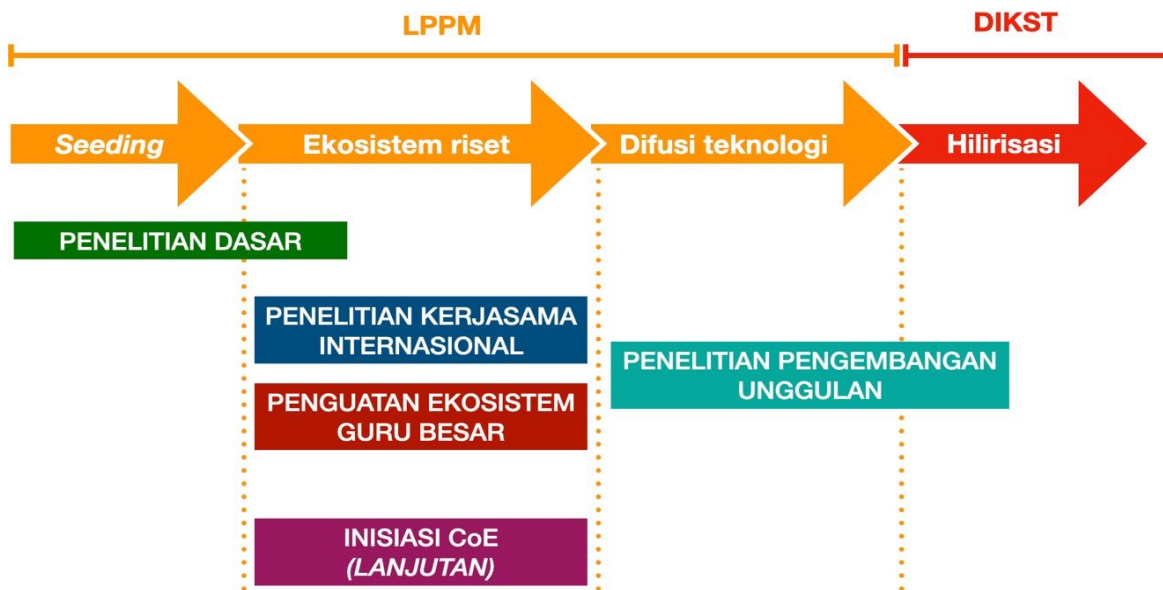 LPPM
DIKST
Seeding
Ekosistem riset
Difusi teknologi
Hilirisasi
PENELITIAN DASAR
PENELITIAN KERJASAMA
INTERNASIONAL
PENELITIAN PENGEMBANGAN
UNGGULAN
PENGUATAN EKOSISTEM
GURU BESAR
INISIASI CoE
(LANJUTAN)